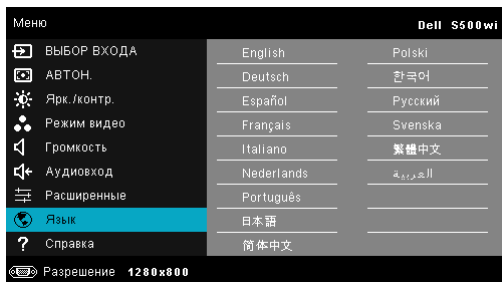 Меню Dell S500wi
ВЫБОР ВХОДА English Polski
АВТОН. Deutsch 한국어
Ярк./контр. Español Русский
Режим видео Français Svenska
Громкость Italiano 繁體中文
Аудиовход Nederlands العربية
Расширенные Português
Язык 日本語
? Справка 简体中文
Разрешение 1280x800